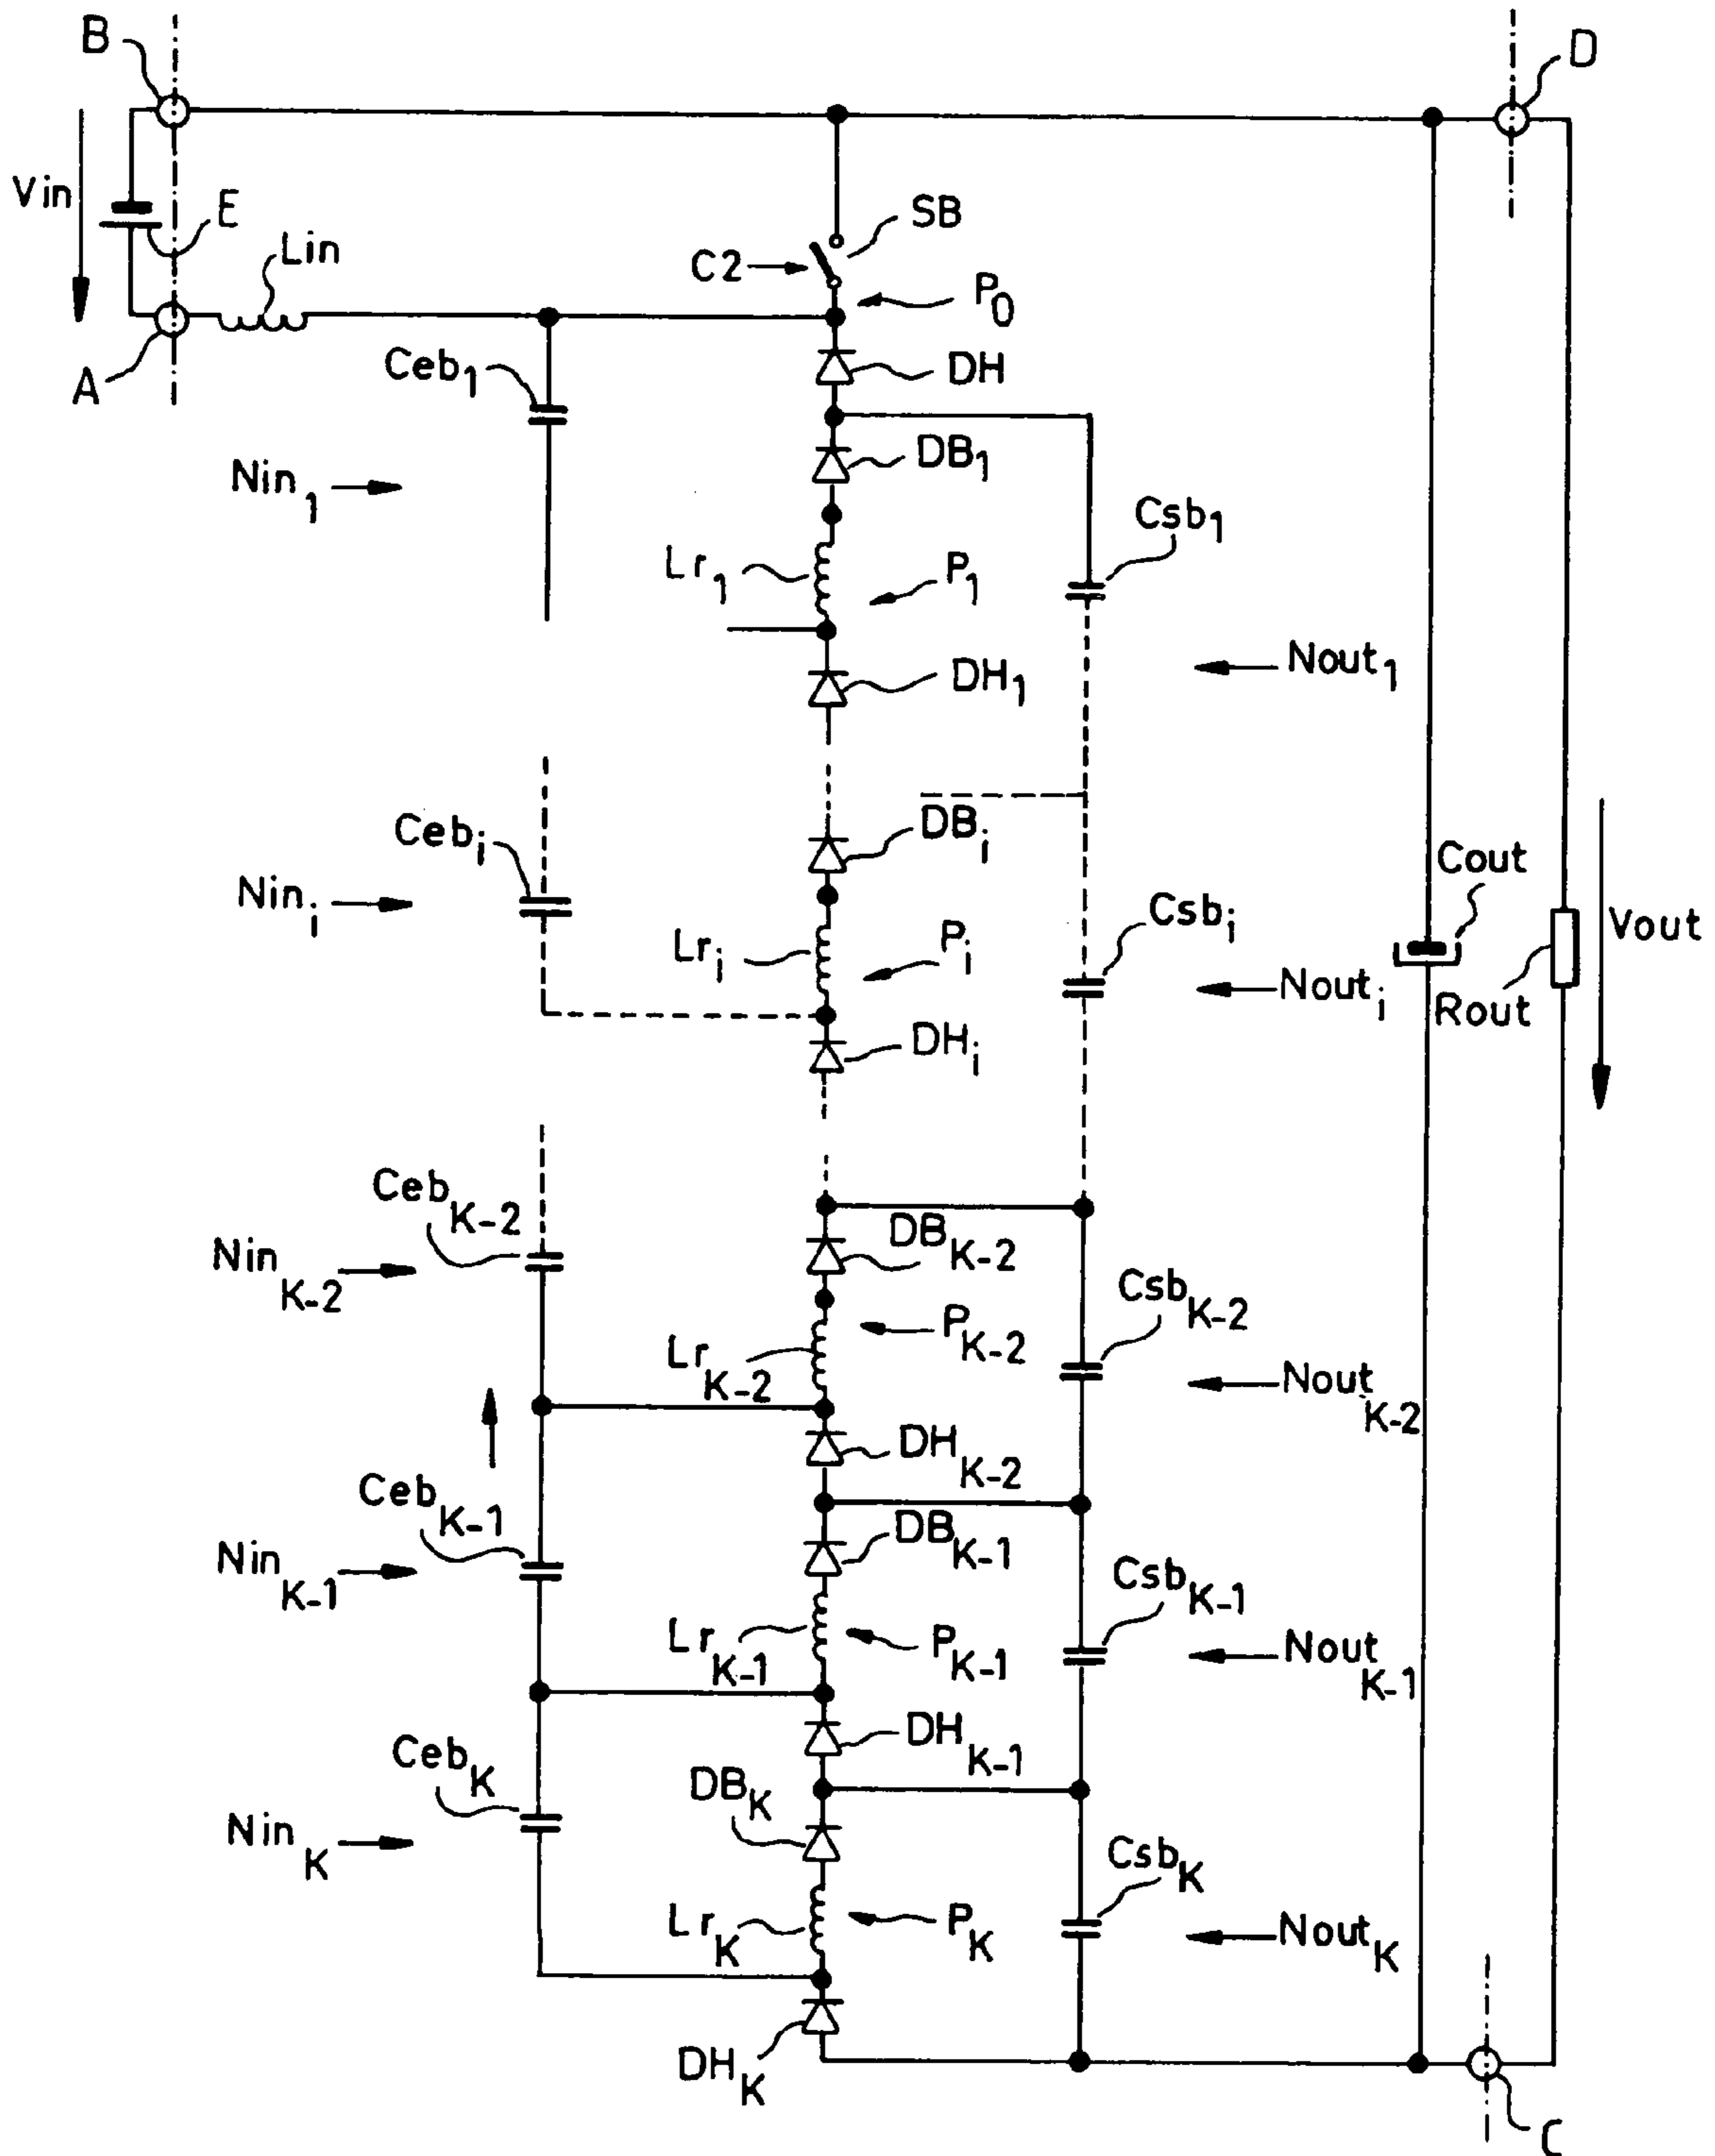 B
D
Vin
E
Lin
SB
C2
P0
A
Ceb1
DH
Nin1
DB1
Csb1
Lr1
P1
Nout1
DH1
Cebi
DBi
Cout
Nini
Csbi
Vout
Lri
Pi
Nouti
Rout
DHi
CebK-2
NinK-2
DBK-2
CsbK-2
PK-2
LrK-2
NoutK-2
DHK-2
CebK-1
DBK-1
NinK-1
CsbK-1
LrK-1
PK-1
NoutK-1
DHK-1
CebK
DBK
NinK
CsbK
LrK
PK
NoutK
DHK
C